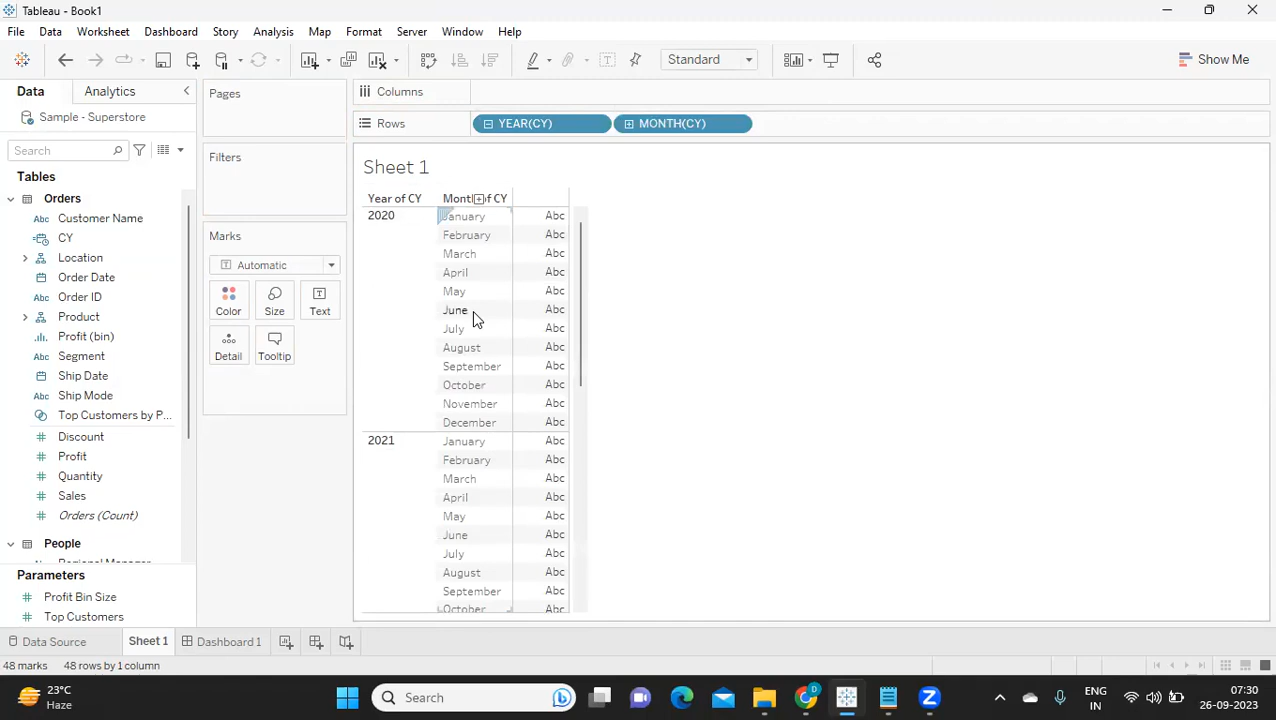 Tableau - Book1
File Data Worksheet Dashboard Story Analysis Map Format Server Window Help
Standard
Show Me
Data Analytics
Sample - Superstore
Search
Tables
Orders
Abc Customer Name
CY
Location
Order Date
Abc Order ID
Product
Profit (bin)
Abc Segment
Ship Date
Abc Ship Mode
Top Customers by P...
# Discount
# Profit
# Quantity
# Sales
# Orders (Count)
People
Parameters
# Profit Bin Size
# Top Customers
Pages
Filters
Marks
Automatic
Color Size Text
Detail Tooltip
Columns
Rows YEAR(CY) MONTH(CY)
Sheet 1
Year of CY Month of CY
2020 January Abc
February Abc
March Abc
April Abc
May Abc
June Abc
July Abc
August Abc
September Abc
October Abc
November Abc
December Abc
2021 January Abc
February Abc
March Abc
April Abc
May Abc
June Abc
July Abc
August Abc
September Abc
October Abc
Data Source Sheet 1 Dashboard 1
48 marks 48 rows by 1 column
23°C
Haze
Search
ENG
IN
07:30
26-09-2023